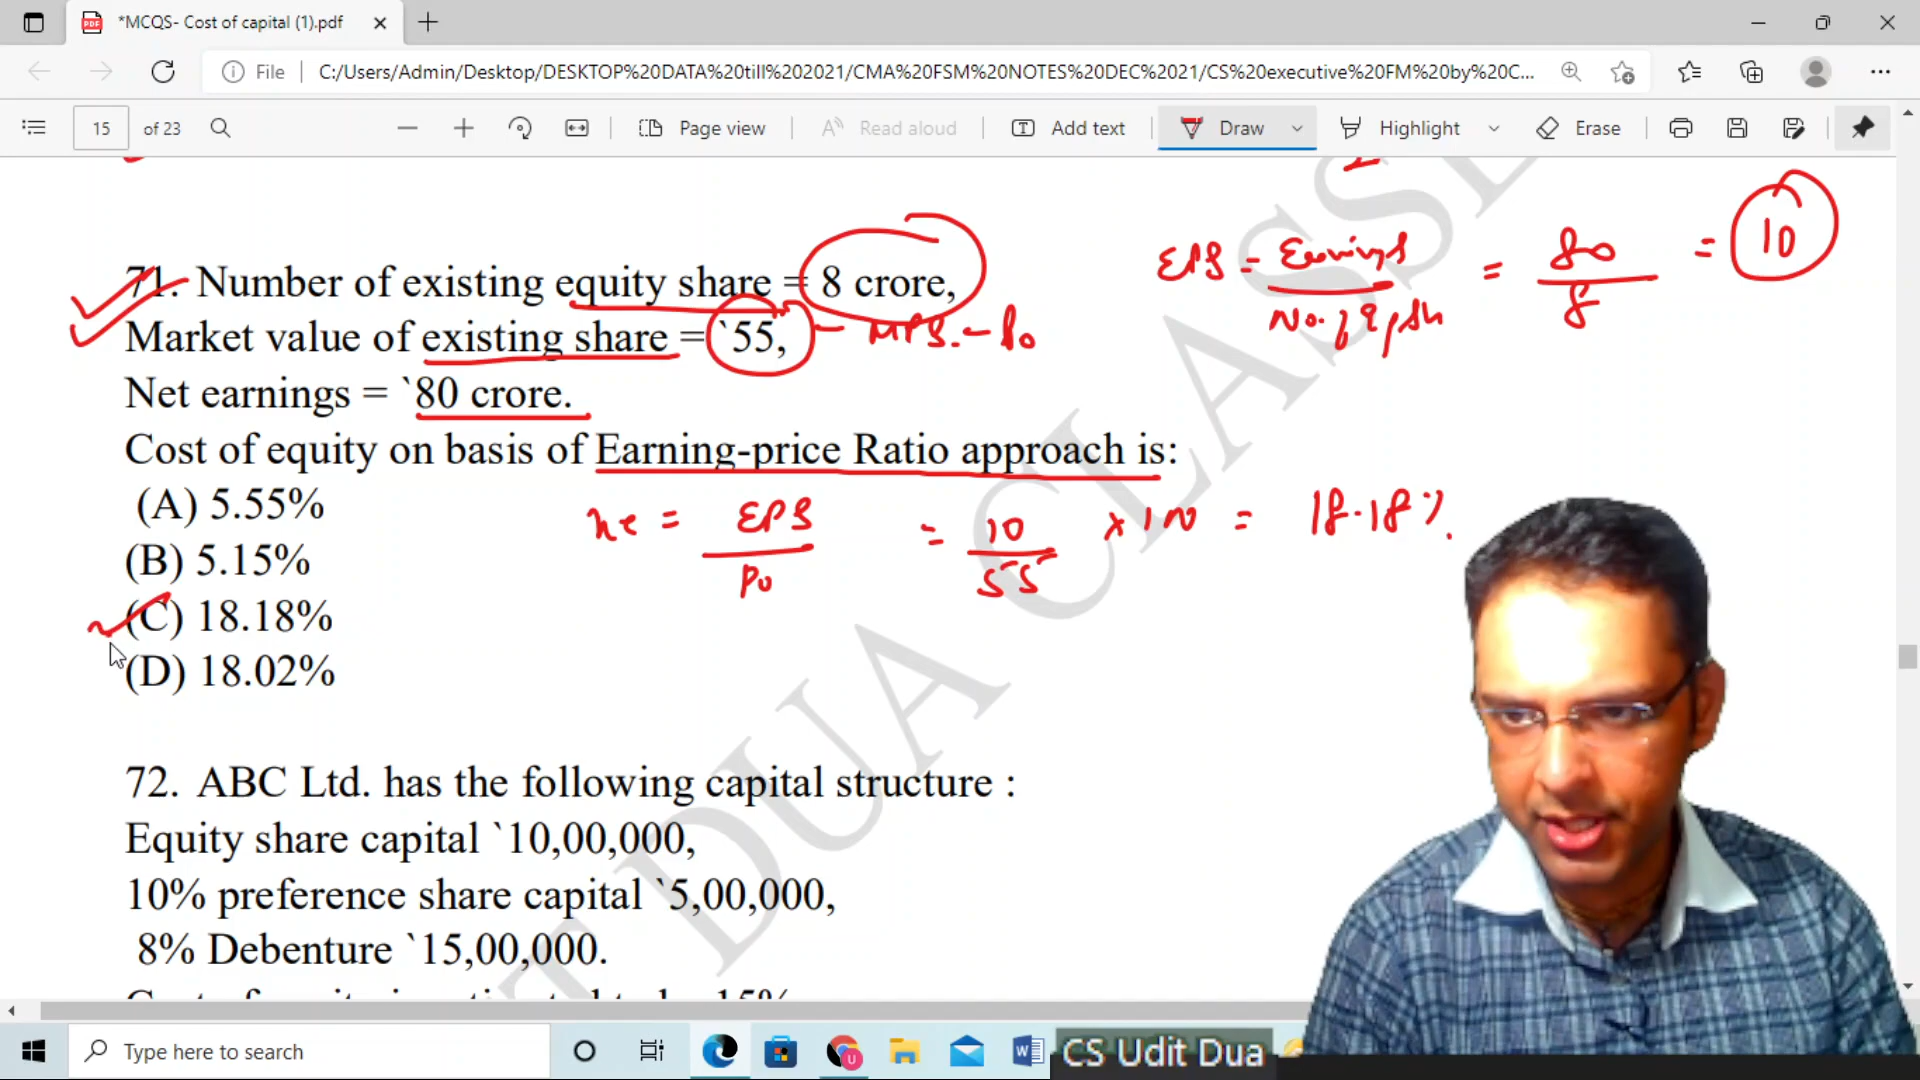 *MCQS- Cost of capital (1).pdf
File C:/Users/Admin/Desktop/DESKTOP%20DATA%20till%202021/CMA%20FSM%20NOTES%20DEC%2021/CS%20executive%20FM%20by%20C...
15 of 23 Page view Read aloud Add text Draw Highlight Erase
71. Number of existing equity share = 8 crore,
EPS = Earnings / No. of Eq Sh = 80 / 8 = 10
Market value of existing share = `55, - MPS. - P0
Net earnings = `80 crore.
Cost of equity on basis of Earning-price Ratio approach is:
(A) 5.55%
Ke = EPS / P0 = 10 / 55 x 100 = 18.18%.
(B) 5.15%
(C) 18.18%
(D) 18.02%
72. ABC Ltd. has the following capital structure :
Equity share capital `10,00,000,
10% preference share capital `5,00,000,
8% Debenture `15,00,000.
T DUA CLASSES
Type here to search
CS Udit Dua